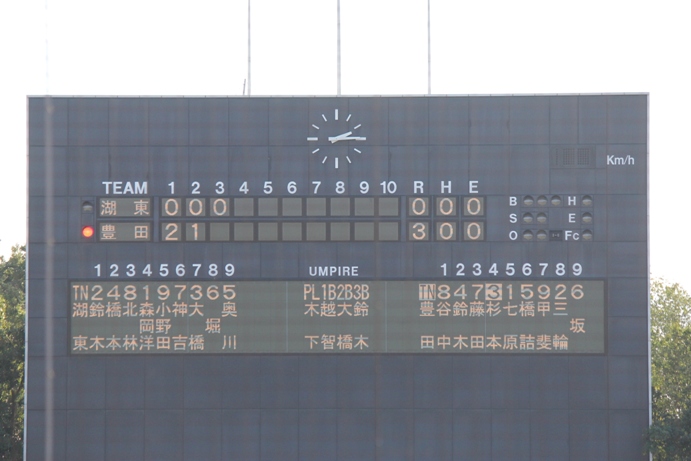 Km/h
TEAM 1 2 3 4 5 6 7 8 9 10 R H E
湖東 0 0 0 0 0 0
豊田 2 1 3 0 0
B H
S E
O Fc
1 2 3 4 5 6 7 8 9 UMPIRE 1 2 3 4 5 6 7 8 9
TN 2 4 8 1 9 7 3 6 5 PL 1B 2B 3B TN 8 4 7 3 1 5 9 2 6
湖鈴橋北森小神大 奥 木越大鈴 豊谷鈴藤杉七橋甲三
岡野 堀 坂
東木本林洋田吉橋 川 下智橋木 田中木田本原詰斐輪